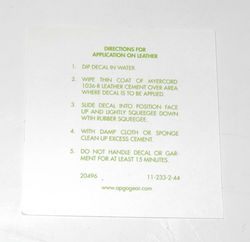 DIRECTIONS FOR
APPLICATION ON LEATHER
1. DIP DECAL IN WATER.
2. WIPE THIN COAT OF MYERCORD
1036-R LEATHER CEMENT OVER AREA
WHERE DECAL IS TO BE APPLIED.
3. SLIDE DECAL INTO POSITION FACE
UP AND LIGHTLY SQUEEGEE DOWN
WTIH RUBBER SQUEEGEE.
4. WITH DAMP CLOTH OR SPONGE
CLEAN UP EXCESS CEMENT.
5. DO NOT HANDLE DECAL OR GAR-
MENT FOR AT LEAST 15 MINUTES.
20496 11-233-2-44
www.apgogear.com